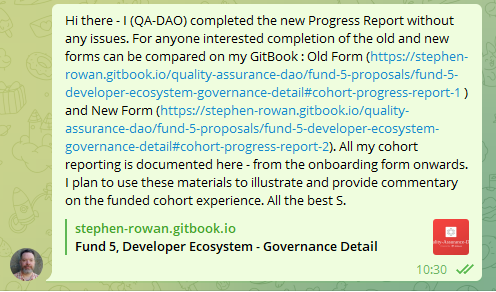 Hi there - I (QA-DAO) completed the new Progress Report without
any issues. For anyone interested completion of the old and new
forms can be compared on my GitBook : Old Form (https://stephen-
rowan.gitbook.io/quality-assurance-dao/fund-5-proposals/fund-5-
developer-ecosystem-governance-detail#cohort-progress-report-1 )
and New Form (https://stephen-rowan.gitbook.io/quality-
assurance-dao/fund-5-proposals/fund-5-developer-ecosystem-
governance-detail#cohort-progress-report-2). All my cohort
reporting is documented here - from the onboarding form onwards.
I plan to use these materials to illustrate and provide commentary
on the funded cohort experience. All the best S.
stephen-rowan.gitbook.io
Fund 5, Developer Ecosystem - Governance Detail
10:30